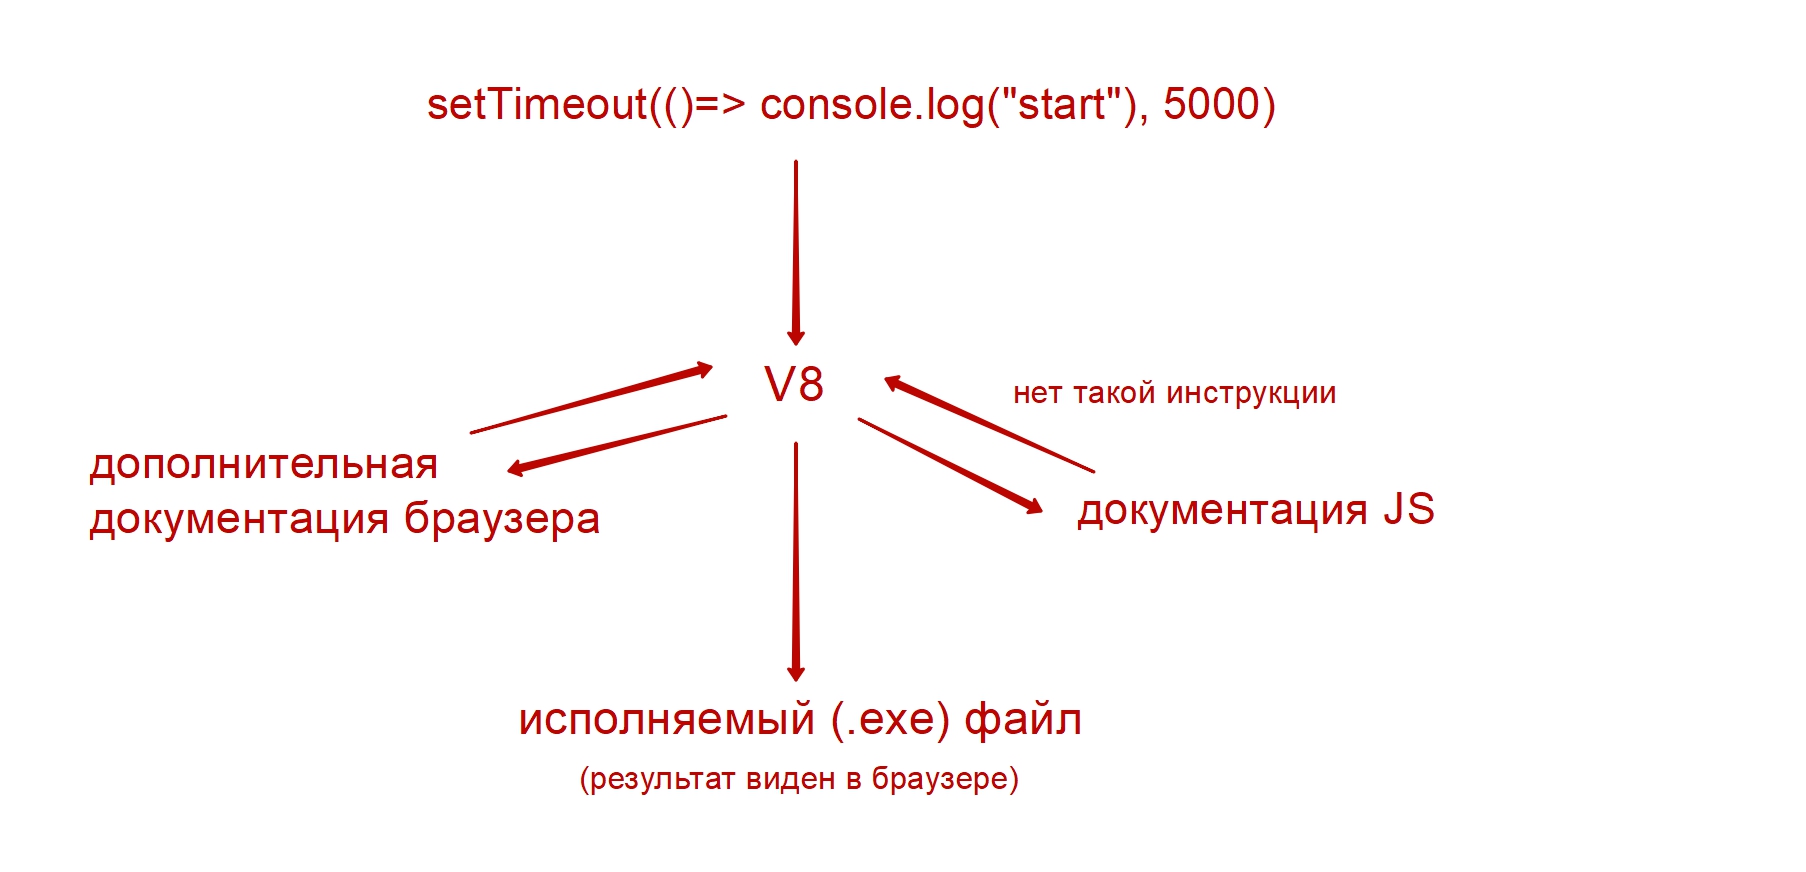 setTimeout(()=> console.log("start"), 5000)
V8
нет такой инструкции
дополнительная
документация браузера
документация JS
исполняемый (.exe) файл
(результат виден в браузере)